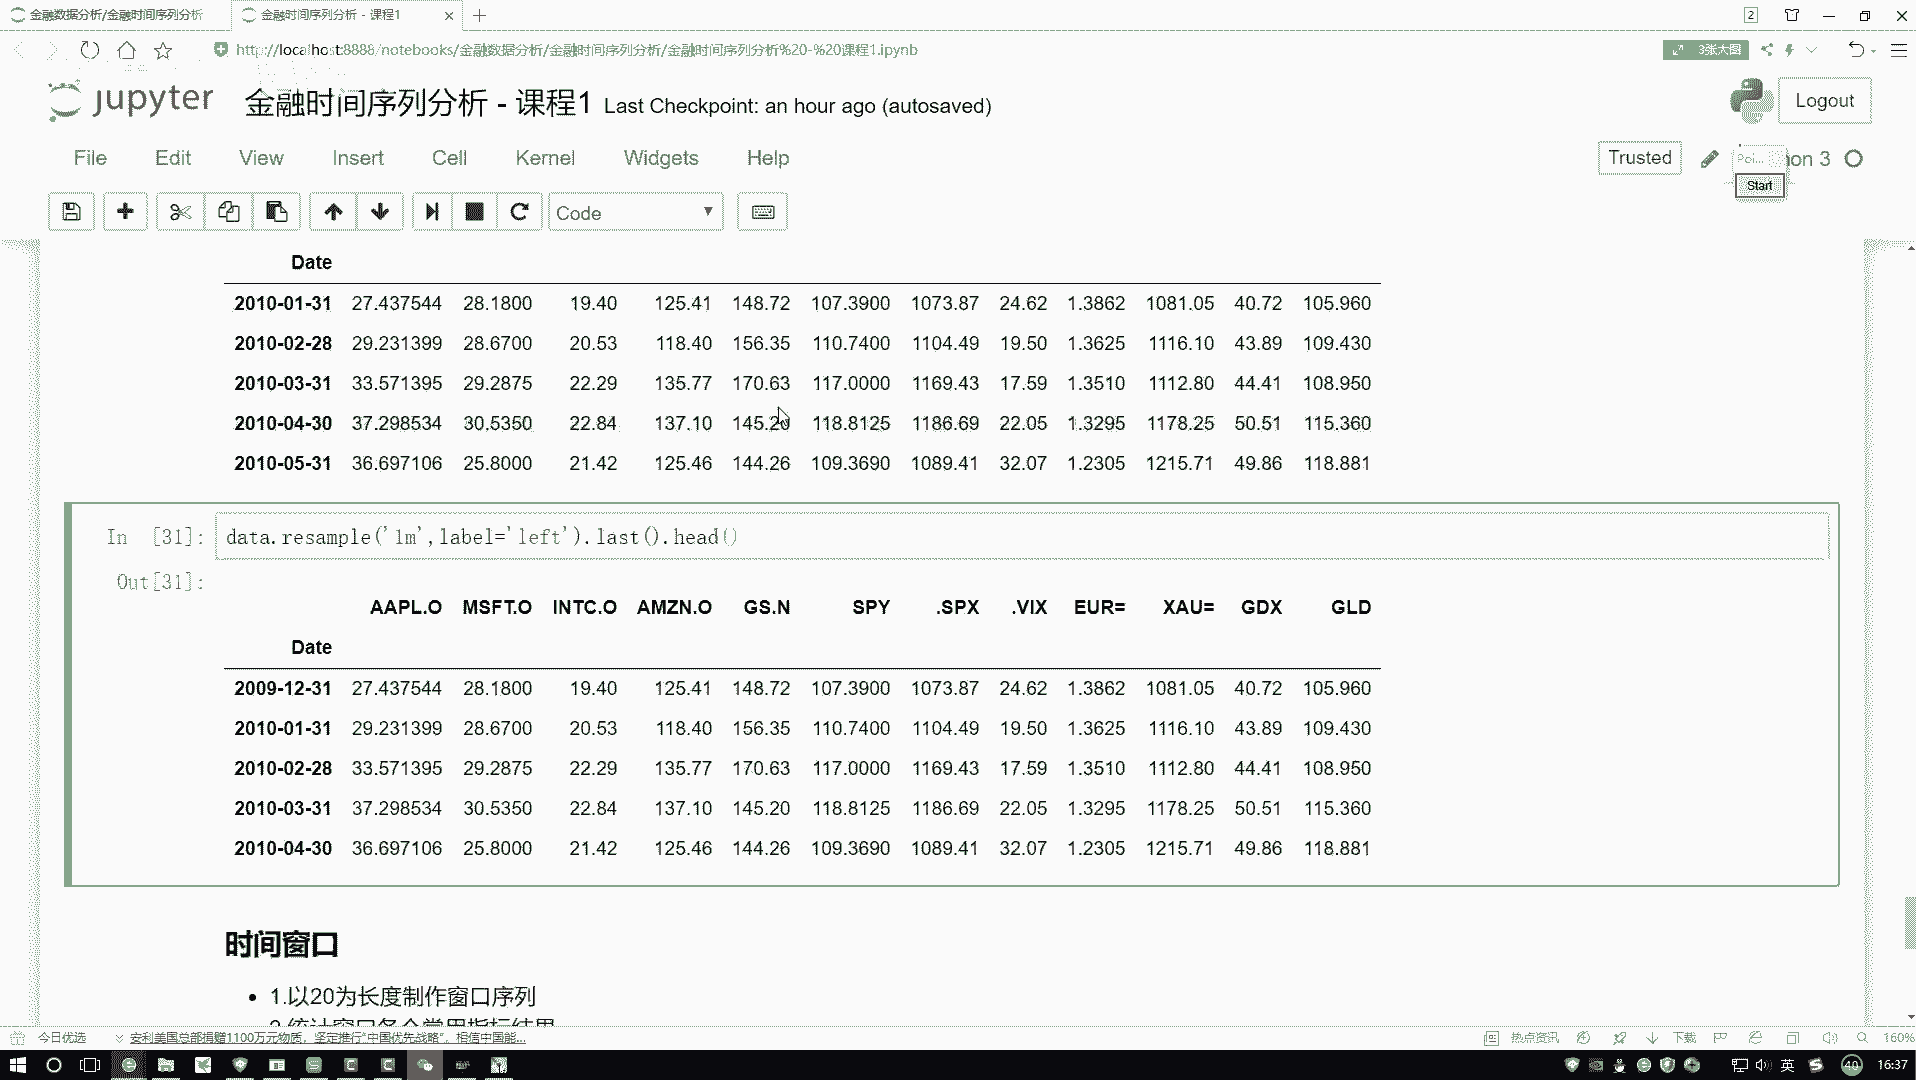 金融数据分析/金融时间序列分析
金融时间序列分析 - 课程1
2
http://localhost:8888/notebooks/金融数据分析/金融时间序列分析/金融时间序列分析%20-%20课程1.ipynb
3张大图
jupyter
金融时间序列分析 - 课程1 Last Checkpoint: an hour ago (autosaved)
Logout
File Edit View Insert Cell Kernel Widgets Help
Trusted
Poi... on 3
Start
Code
Date
2010-01-31 27.437544 28.1800 19.40 125.41 148.72 107.3900 1073.87 24.62 1.3862 1081.05 40.72 105.960
2010-02-28 29.231399 28.6700 20.53 118.40 156.35 110.7400 1104.49 19.50 1.3625 1116.10 43.89 109.430
2010-03-31 33.571395 29.2875 22.29 135.77 170.63 117.0000 1169.43 17.59 1.3510 1112.80 44.41 108.950
2010-04-30 37.298534 30.5350 22.84 137.10 145.20 118.8125 1186.69 22.05 1.3295 1178.25 50.51 115.360
2010-05-31 36.697106 25.8000 21.42 125.46 144.26 109.3690 1089.41 32.07 1.2305 1215.71 49.86 118.881
In [31]: data.resample('1m',label='left').last().head()
Out[31]:
AAPL.O MSFT.O INTC.O AMZN.O GS.N SPY .SPX .VIX EUR= XAU= GDX GLD
Date
2009-12-31 27.437544 28.1800 19.40 125.41 148.72 107.3900 1073.87 24.62 1.3862 1081.05 40.72 105.960
2010-01-31 29.231399 28.6700 20.53 118.40 156.35 110.7400 1104.49 19.50 1.3625 1116.10 43.89 109.430
2010-02-28 33.571395 29.2875 22.29 135.77 170.63 117.0000 1169.43 17.59 1.3510 1112.80 44.41 108.950
2010-03-31 37.298534 30.5350 22.84 137.10 145.20 118.8125 1186.69 22.05 1.3295 1178.25 50.51 115.360
2010-04-30 36.697106 25.8000 21.42 125.46 144.26 109.3690 1089.41 32.07 1.2305 1215.71 49.86 118.881
时间窗口
1.以20为长度制作窗口序列
今日优选
安利美国总部捐赠1100万元物质，坚定推行“中国优先战略”，相信中国能...
热点资讯
下载
160%
英
40
16:37